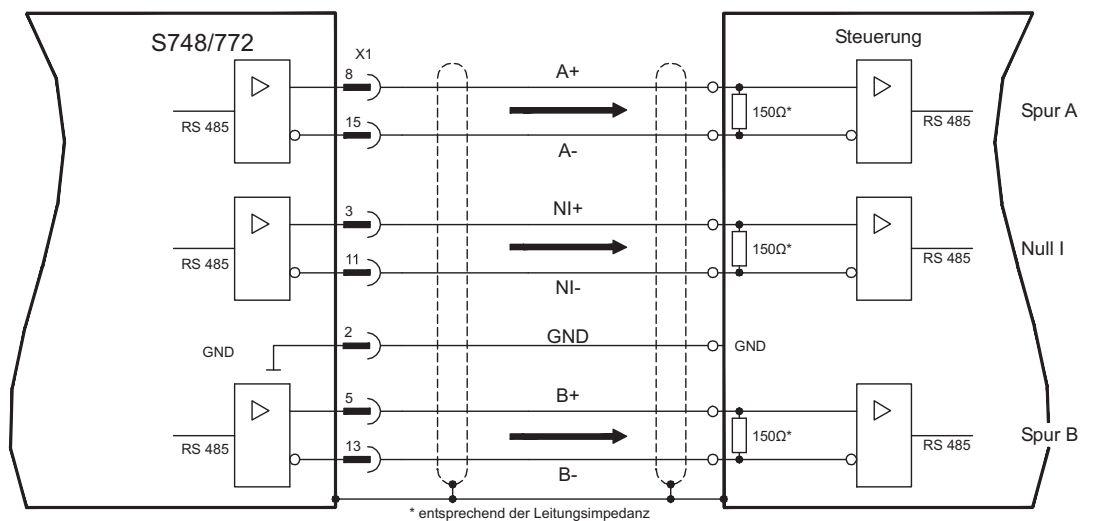 S748/772
X1
Steuerung
8
A+
RS 485
150Ω*
RS 485
Spur A
15
A-
3
NI+
RS 485
150Ω*
RS 485
Null I
11
NI-
2
GND
GND
GND
5
B+
RS 485
150Ω*
RS 485
Spur B
13
B-
* entsprechend der Leitungsimpedanz